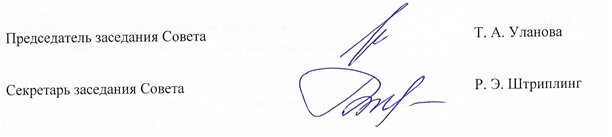 Председатель заседания Совета Т. А. Уланова
Секретарь заседания Совета Р. Э. Штриплинг